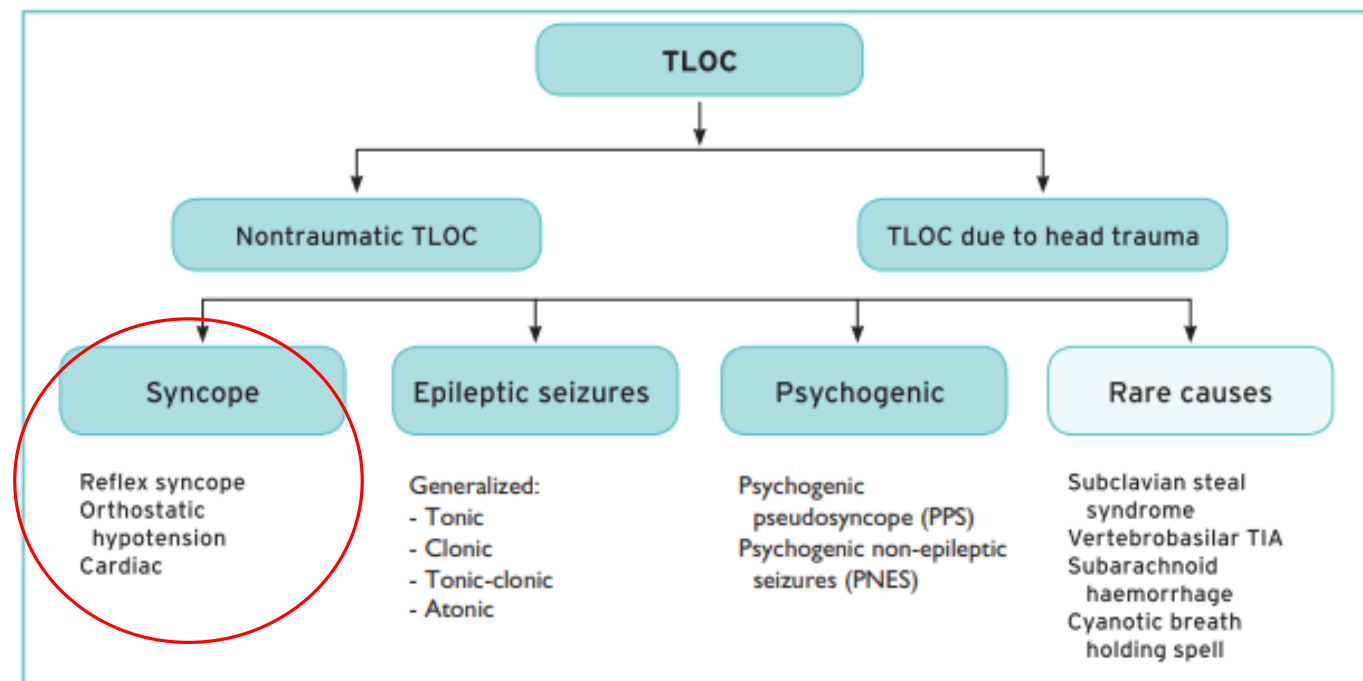 TLOC
Nontraumatic TLOC
TLOC due to head trauma
Syncope
Epileptic seizures
Psychogenic
Rare causes
Reflex syncope
Orthostatic
hypotension
Cardiac
Generalized:
- Tonic
- Clonic
- Tonic-clonic
- Atonic
Psychogenic
pseudosyncope (PPS)
Psychogenic non-epileptic
seizures (PNES)
Subclavian steal
syndrome
Vertebrobasilar TIA
Subarachnoid
haemorrhage
Cyanotic breath
holding spell